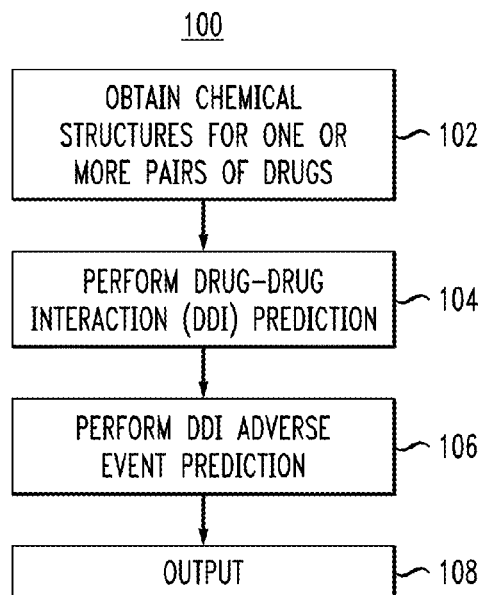 100
OBTAIN CHEMICAL
STRUCTURES FOR ONE OR
MORE PAIRS OF DRUGS
102
PERFORM DRUG-DRUG
INTERACTION (DDI) PREDICTION
104
PERFORM DDI ADVERSE
EVENT PREDICTION
106
OUTPUT
108